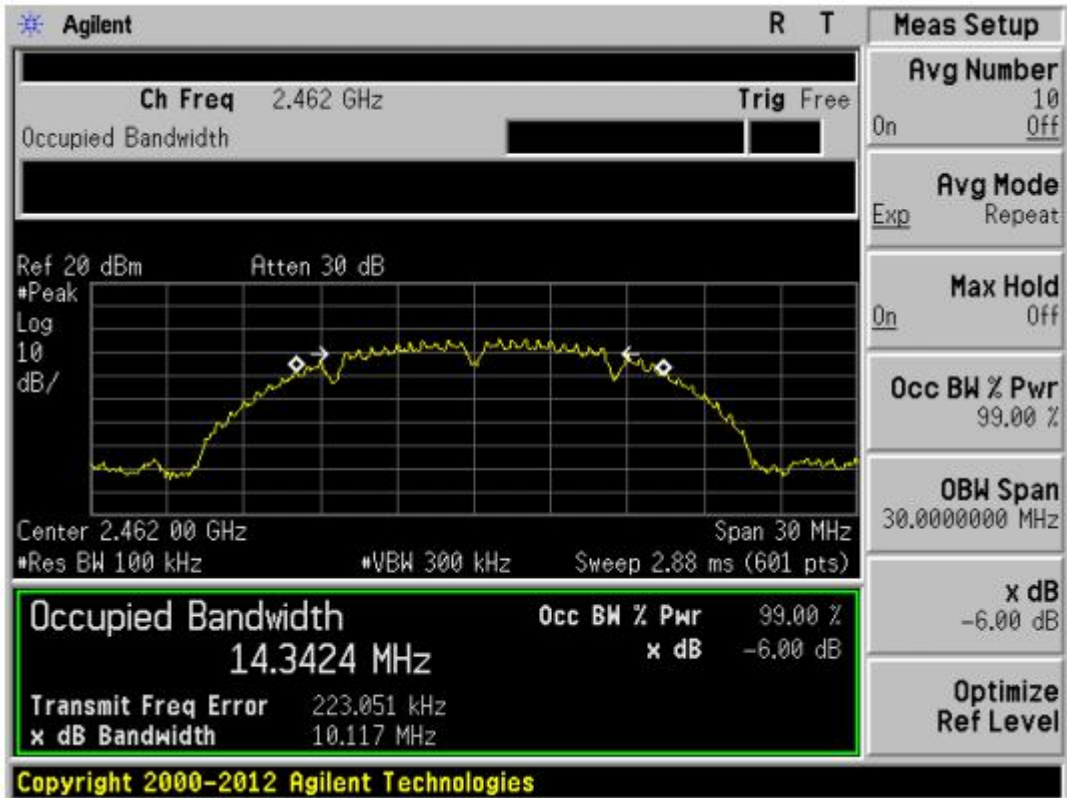 Agilent
R T
Ch Freq 2.462 GHz
Trig Free
Occupied Bandwidth
Ref 20 dBm
Atten 30 dB
#Peak
Log
10
dB/
Center 2.462 00 GHz
Span 30 MHz
#Res BW 100 kHz
#VBW 300 kHz
Sweep 2.88 ms (601 pts)
Occupied Bandwidth
14.3424 MHz
Occ BW % Pwr 99.00 %
x dB -6.00 dB
Transmit Freq Error 223.051 kHz
x dB Bandwidth 10.117 MHz
Copyright 2000-2012 Agilent Technologies
Meas Setup
Avg Number
10
On Off
Avg Mode
Exp Repeat
Max Hold
On Off
Occ BW % Pwr
99.00 %
OBW Span
30.0000000 MHz
x dB
-6.00 dB
Optimize
Ref Level